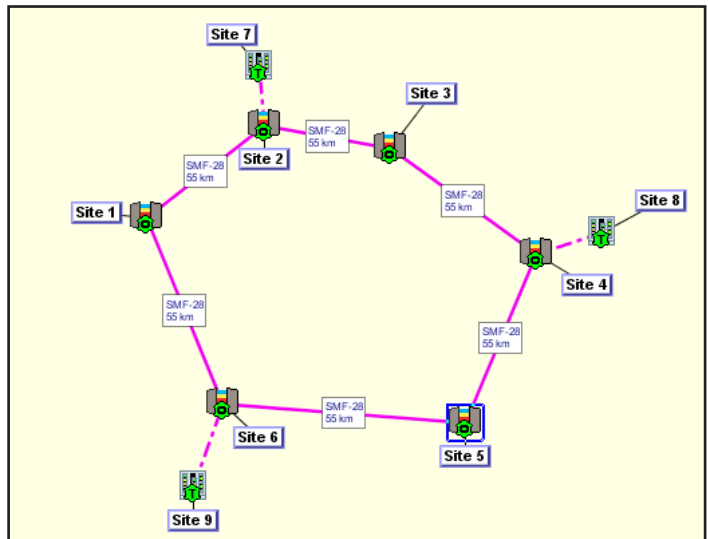 Site 7
Site 3
SMF-28
55 km
Site 2
SMF-28
55 km
Site 1
SMF-28
55 km
Site 8
Site 4
SMF-28
55 km
SMF-28
55 km
SMF-28
55 km
Site 6
Site 5
Site 9
O
O
O
O
O
O
T
T
T